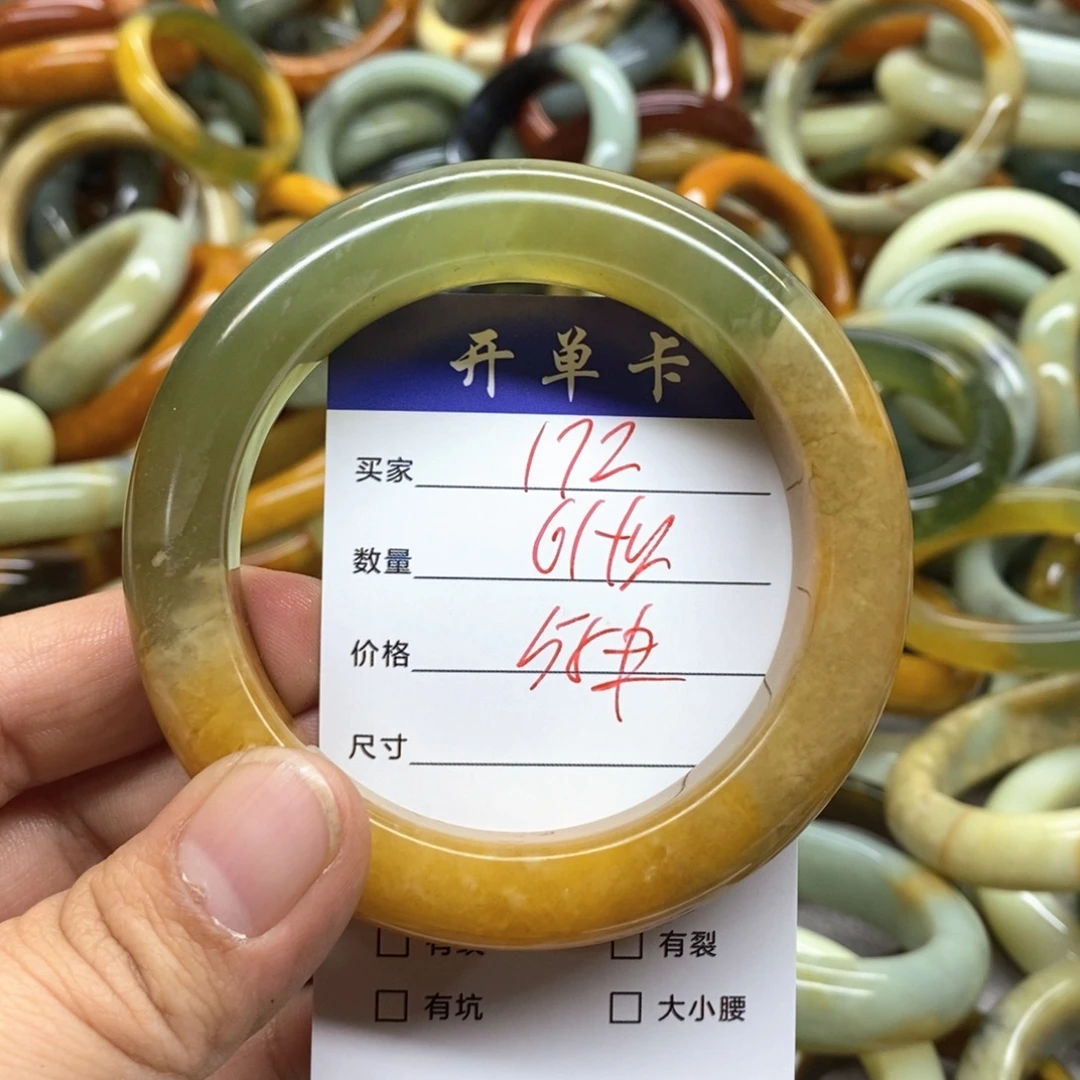 开单卡
买家 172
数量
价格 58
尺寸
有裂
有坑 大小腰